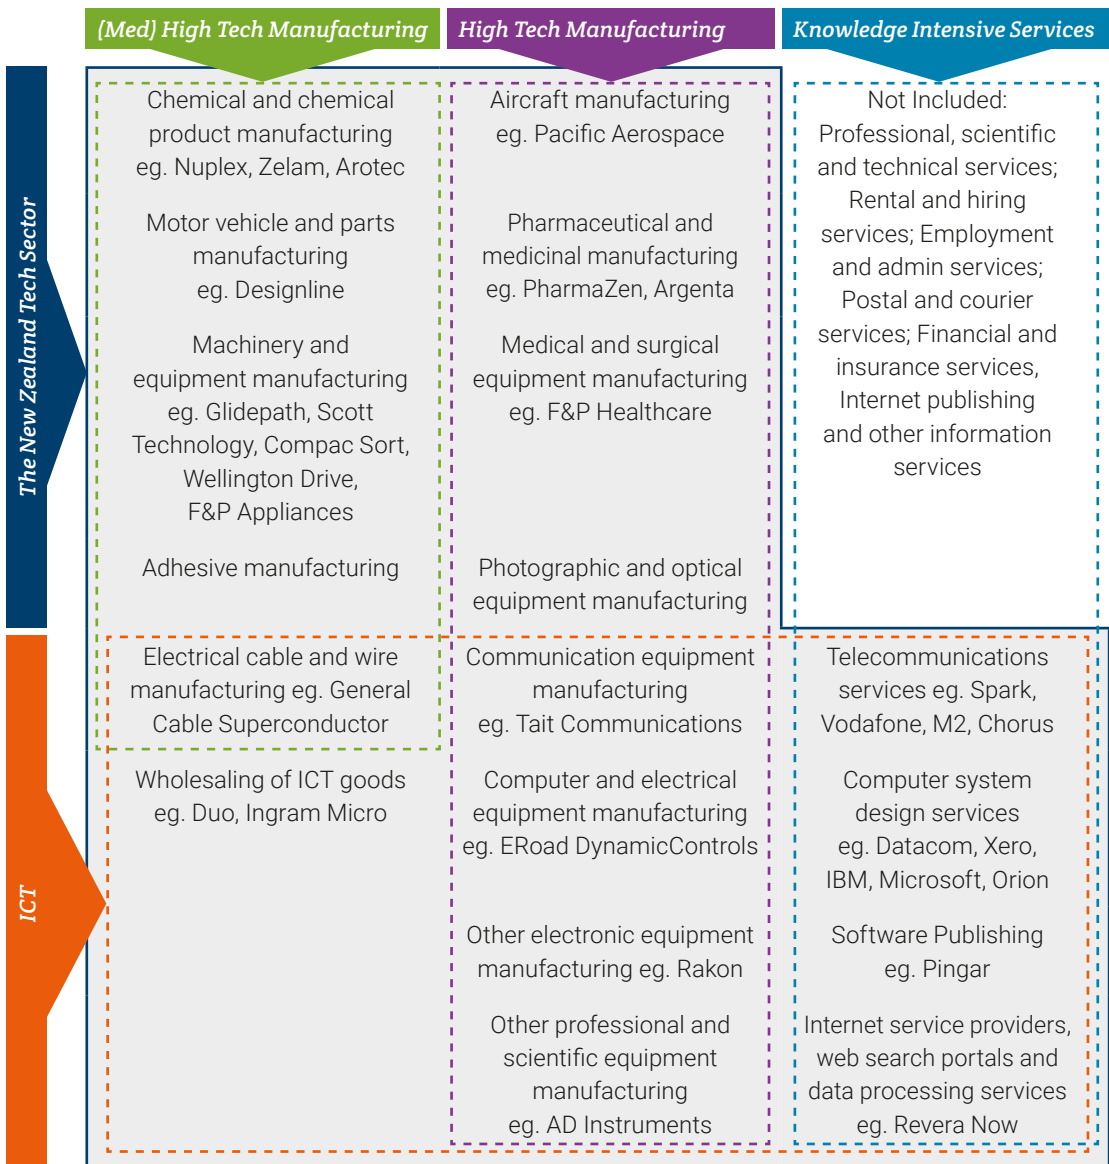 (Med) High Tech Manufacturing
High Tech Manufacturing
Knowledge Intensive Services
The New Zealand Tech Sector
Chemical and chemical
product manufacturing
eg. Nuplex, Zelam, Arotec
Motor vehicle and parts
manufacturing
eg. Designline
Machinery and
equipment manufacturing
eg. Glidepath, Scott
Technology, Compac Sort,
Wellington Drive,
F&P Appliances
Adhesive manufacturing
Aircraft manufacturing
eg. Pacific Aerospace
Pharmaceutical and
medicinal manufacturing
eg. PharmaZen, Argenta
Medical and surgical
equipment manufacturing
eg. F&P Healthcare
Photographic and optical
equipment manufacturing
Not Included:
Professional, scientific
and technical services;
Rental and hiring
services; Employment
and admin services;
Postal and courier
services; Financial and
insurance services,
Internet publishing
and other information
services
ICT
Electrical cable and wire
manufacturing eg. General
Cable Superconductor
Wholesaling of ICT goods
eg. Duo, Ingram Micro
Communication equipment
manufacturing
eg. Tait Communications
Computer and electrical
equipment manufacturing
eg. ERoad DynamicControls
Other electronic equipment
manufacturing eg. Rakon
Other professional and
scientific equipment
manufacturing
eg. AD Instruments
Telecommunications
services eg. Spark,
Vodafone, M2, Chorus
Computer system
design services
eg. Datacom, Xero,
IBM, Microsoft, Orion
Software Publishing
eg. Pingar
Internet service providers,
web search portals and
data processing services
eg. Revera Now